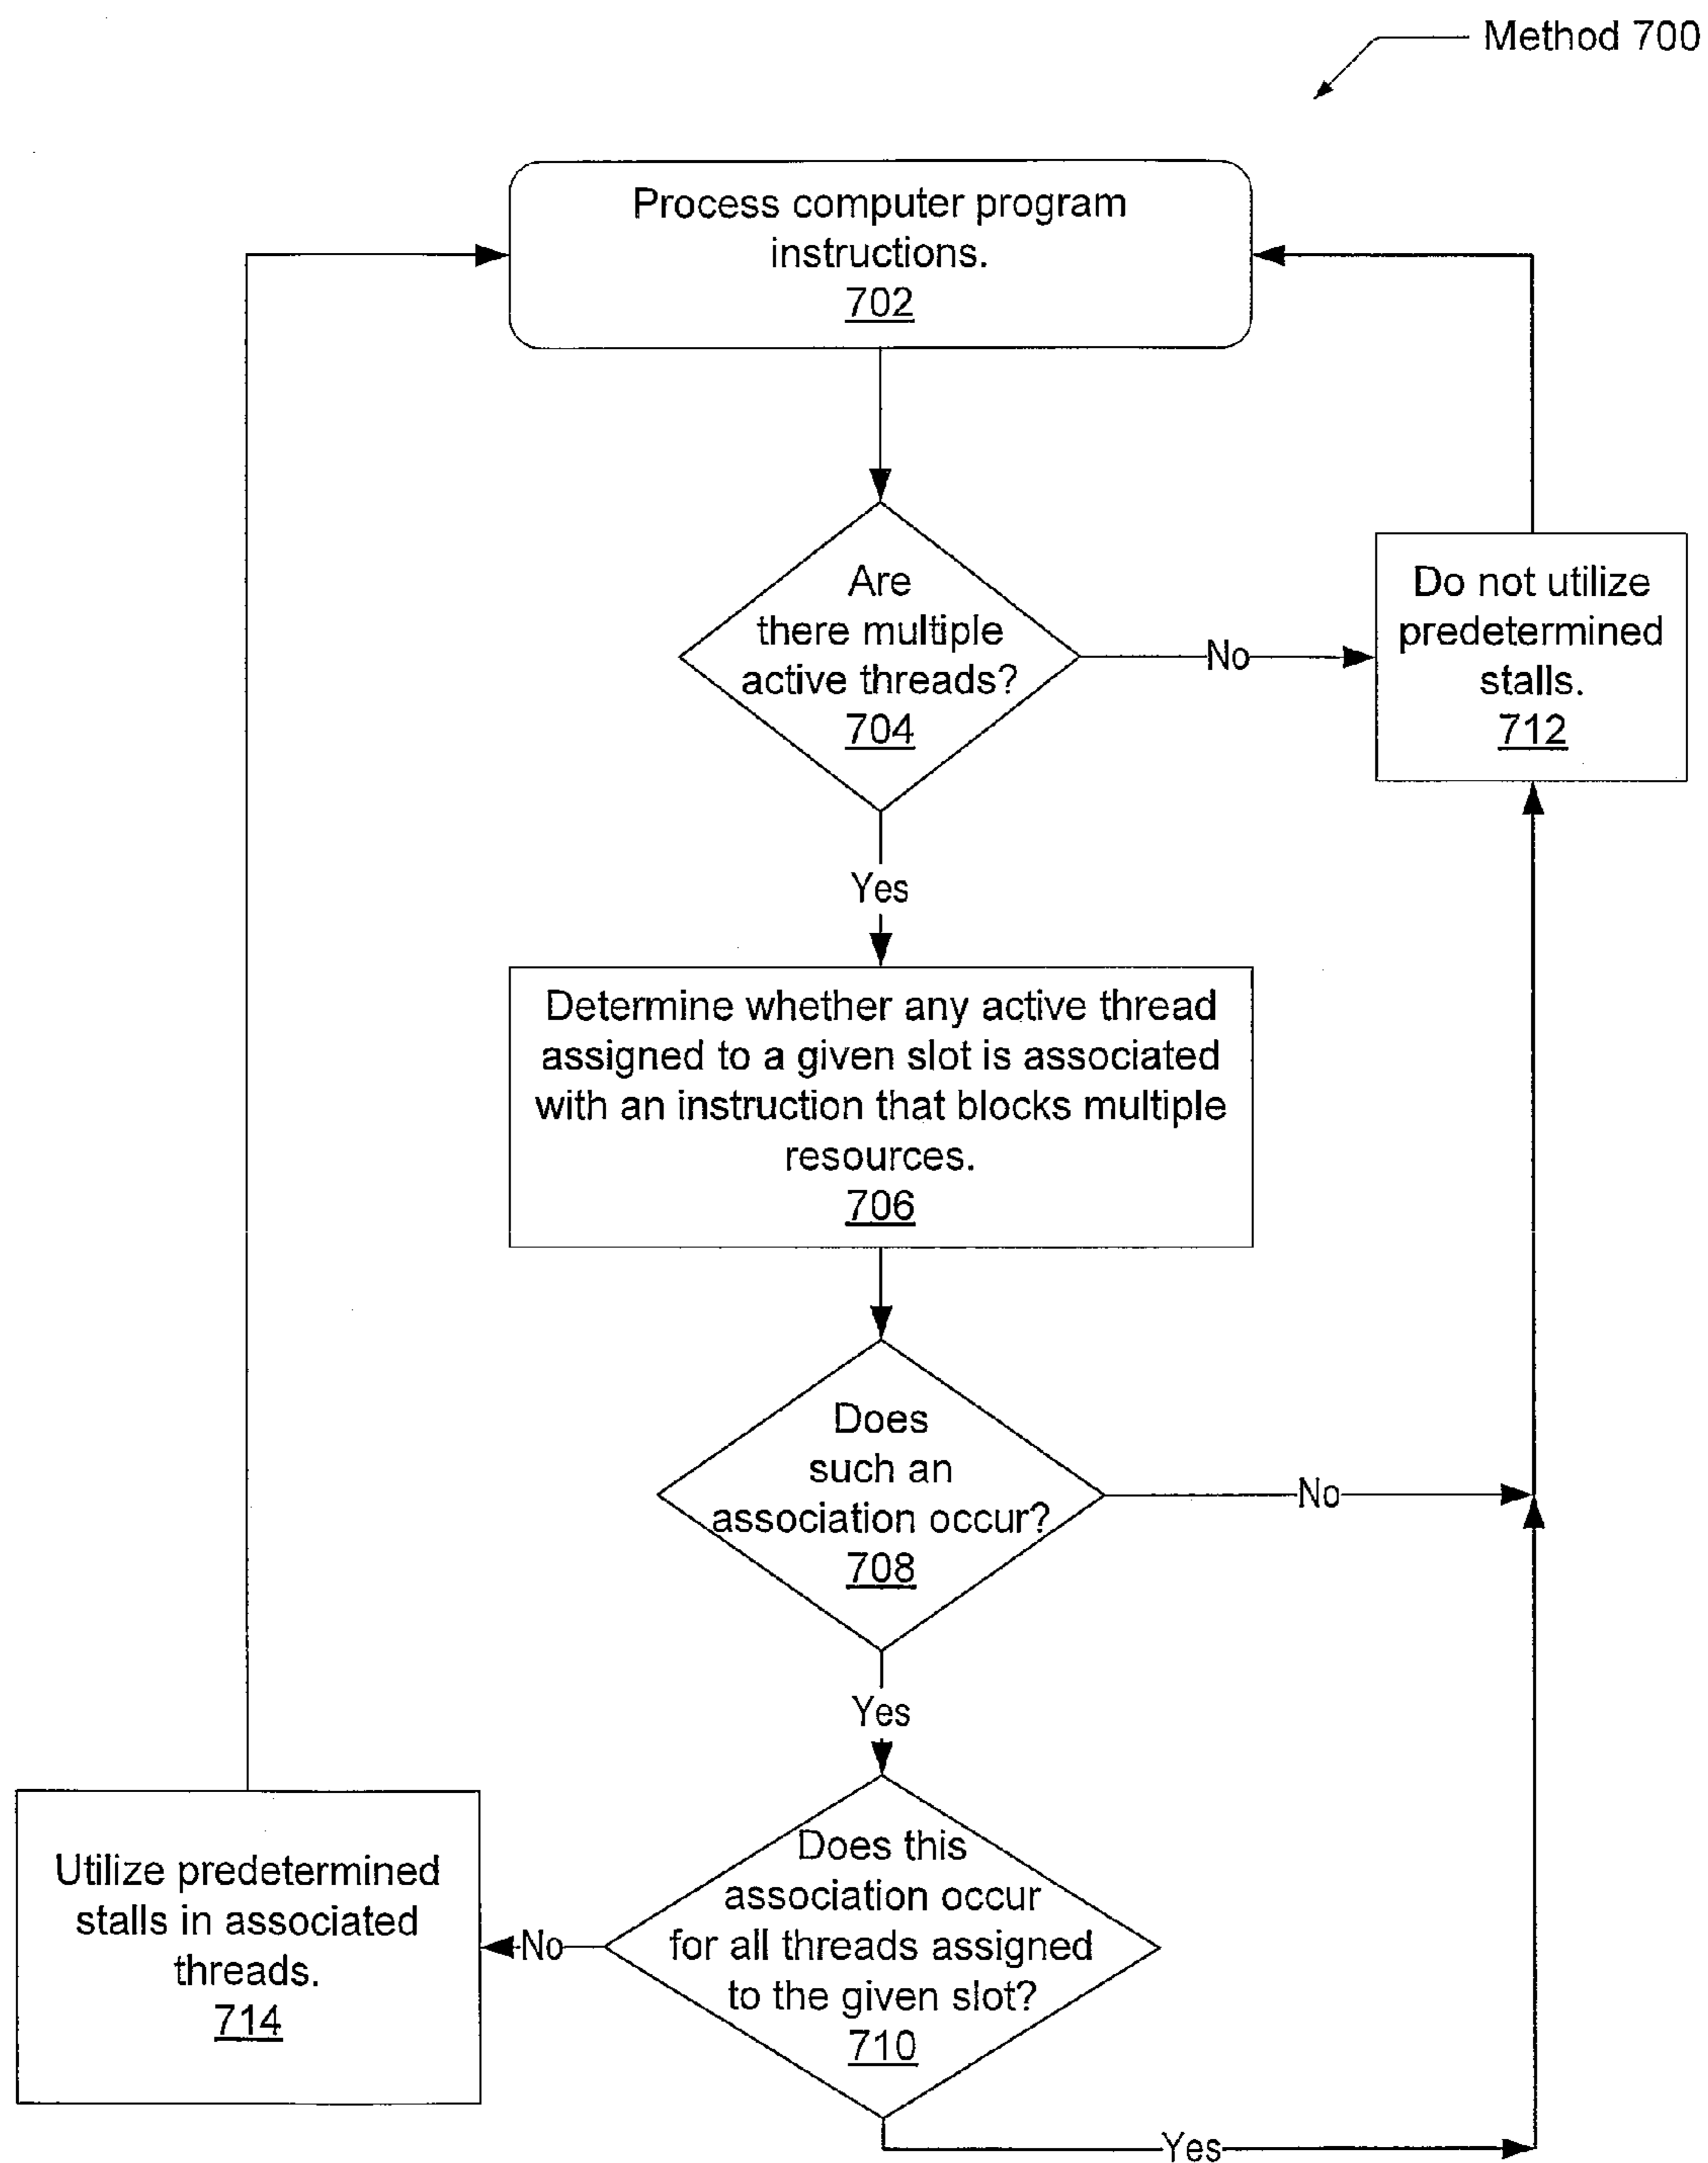 Method 700
Process computer program
instructions.
702
Are
there multiple
active threads?
704
No
Do not utilize
predetermined
stalls.
712
Yes
Determine whether any active thread
assigned to a given slot is associated
with an instruction that blocks multiple
resources.
706
Does
such an
association occur?
708
No
Yes
Does this
association occur
for all threads assigned
to the given slot?
710
No
Utilize predetermined
stalls in associated
threads.
714
Yes